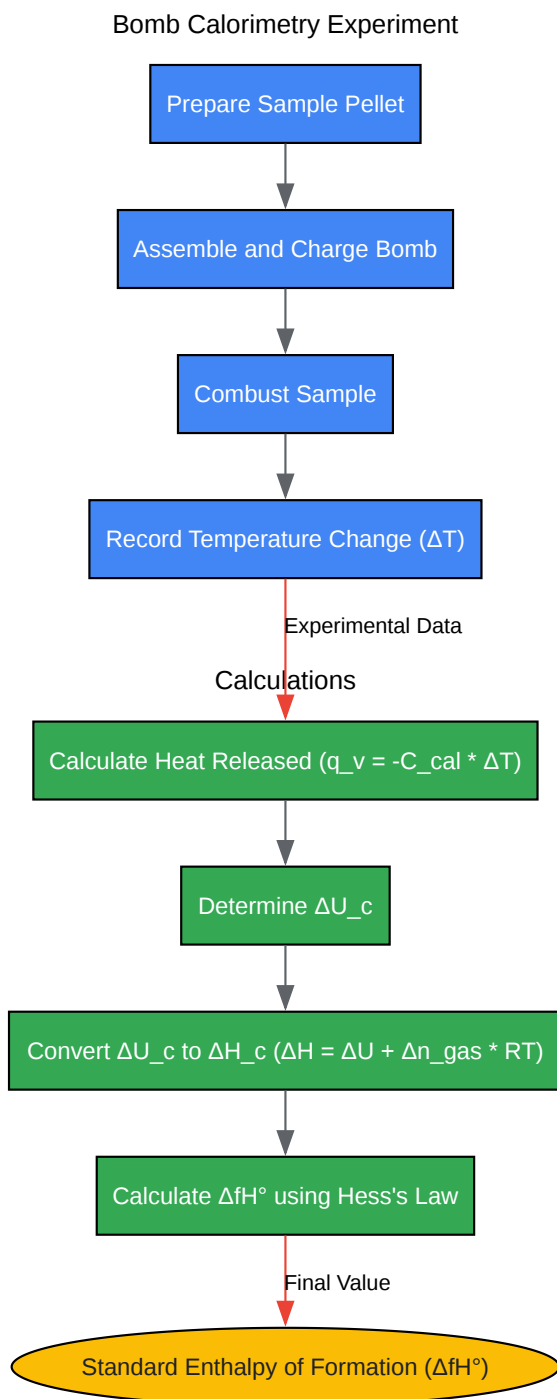 Bomb Calorimetry Experiment
Prepare Sample Pellet
Assemble and Charge Bomb
Combust Sample
Record Temperature Change (ΔT)
Experimental Data
Calculations
Calculate Heat Released (q_v = -C_cal * ΔT)
Determine ΔU_c
Convert ΔU_c to ΔH_c (ΔH = ΔU + Δn_gas * RT)
Calculate ΔfH° using Hess's Law
Final Value
Standard Enthalpy of Formation (ΔfH°)